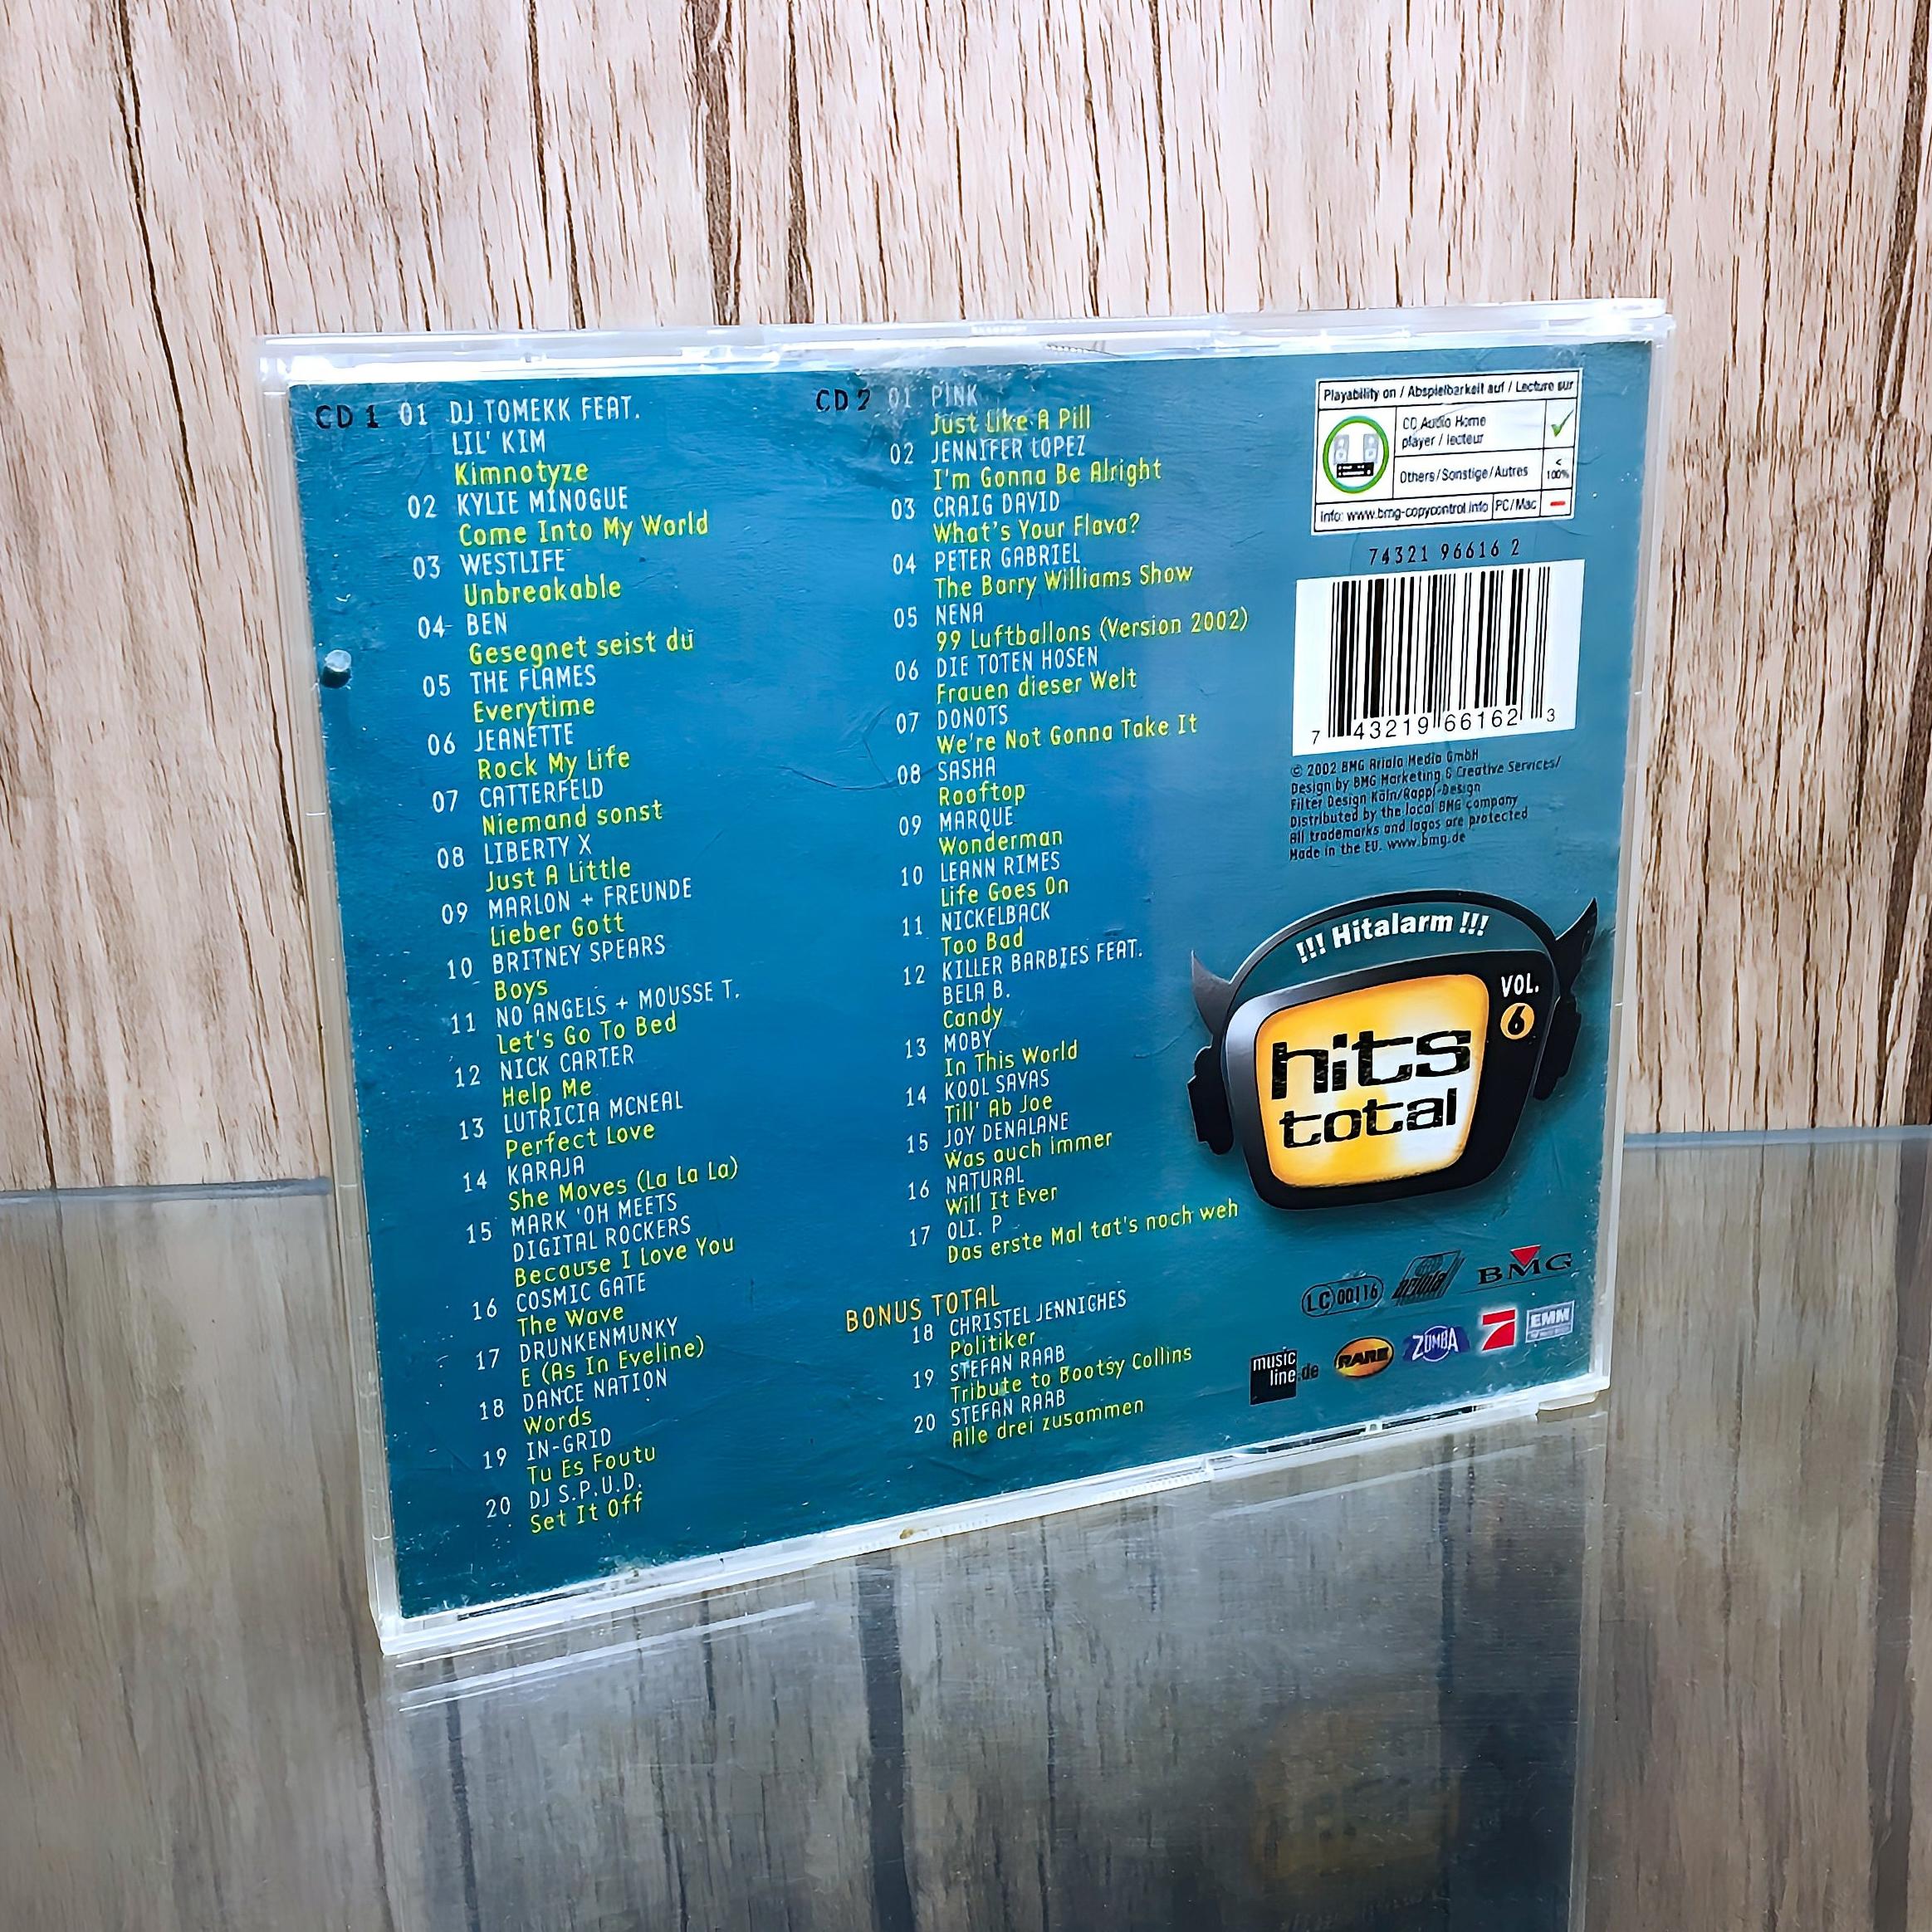 CD 1 01 DJ TOMEKK FEAT.
LIL' KIM
Kimnotyze
02 KYLIE MINOGUE
Come Into My World
03 WESTLIFE
Unbreakable
04 BEN
Gesegnet seist du
05 THE FLAMES
Everytime
06 JEANETTE
Rock My Life
07 CATTERFELD
Niemand sonst
08 LIBERTY X
Just A Little
09 MARLON + FREUNDE
Lieber Gott
10 BRITNEY SPEARS
Boys
11 NO ANGELS + MOUSSE T.
Let's Go To Bed
12 NICK CARTER
Help Me
13 LUTRICIA MCNEAL
Perfect Love
14 KARAJA
She Moves (La La La)
15 MARK 'OH MEETS
DIGITAL ROCKERS
Because I Love You
16 COSMIC GATE
The Wave
17 DRUNKENMUNKY
E (As In Eveline)
18 DANCE NATION
Words
19 IN-GRID
Tu Es Foutu
20 DJ S.P.U.D.
Set It Off
CD 2 01 PINK
Just Like A Pill
02 JENNIFER LOPEZ
I'm Gonna Be Alright
03 CRAIG DAVID
What's Your Flava?
04 PETER GABRIEL
The Barry Williams Show
05 NENA
99 Luftballons (Version 2002)
06 DIE TOTEN HOSEN
Frauen dieser Welt
07 DONOTS
We're Not Gonna Take It
08 SASHA
Rooftop
09 MARQUE
Wonderman
10 LEANN RIMES
Life Goes On
11 NICKELBACK
Too Bad
12 KILLER BARBIES FEAT.
BELA B.
Candy
13 MOBY
In This World
14 KOOL SAVAS
Till' Ab Joe
15 JOY DENALANE
Was auch immer
16 NATURAL
Will It Ever
17 OLI. P
Das erste Mal tat's noch weh
BONUS TOTAL
18 CHRISTEL JENNICHES
Politiker
19 STEFAN RAAB
Tribute to Bootsy Collins
20 STEFAN RAAB
Alle drei zusammen
Playability on / Abspielbarkeit auf / Lecture sur
CD Audio Home
player / lecteur
Others/Sonstige/Autres
< 100%
Info: www.bmg-copycontrol.info PC/Mac
74321 96616 2
7 43219 66162 3
© 2002 BMG Ariola Media GmbH
Design by BMG Marketing & Creative Services/
Filter Design Köln/Rappl-Design
Distributed by the local BMG company
All trademarks and logos are protected
Made in the EU. www.bmg.de
!!! Hitalarm !!!
VOL.
6
hits
total
LC 00116
ariola
BMG
music
line.de
RARE
ZOMBA
7
EMM